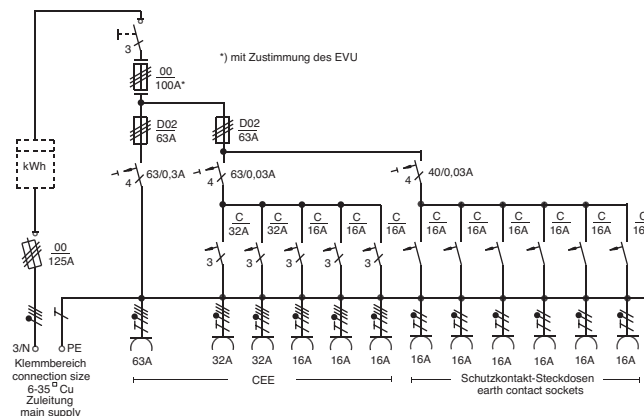 3
00
100A*
*) mit Zustimmung des EVU
D02
63A
D02
63A
kWh
4
63/0,3A
4
63/0,03A
4
40/0,03A
C
32A
C
32A
C
16A
C
16A
C
16A
C
16A
C
16A
C
16A
C
16A
C
16A
C
16
3
3
3
3
3
00
125A
3/N
PE
63A
32A
32A
16A
16A
16A
16A
16A
16A
16A
16A
16A
Klemmbereich
connection size
6-35 □ Cu
Zuleitung
main supply
CEE
Schutzkontakt-Steckdosen
earth contact sockets